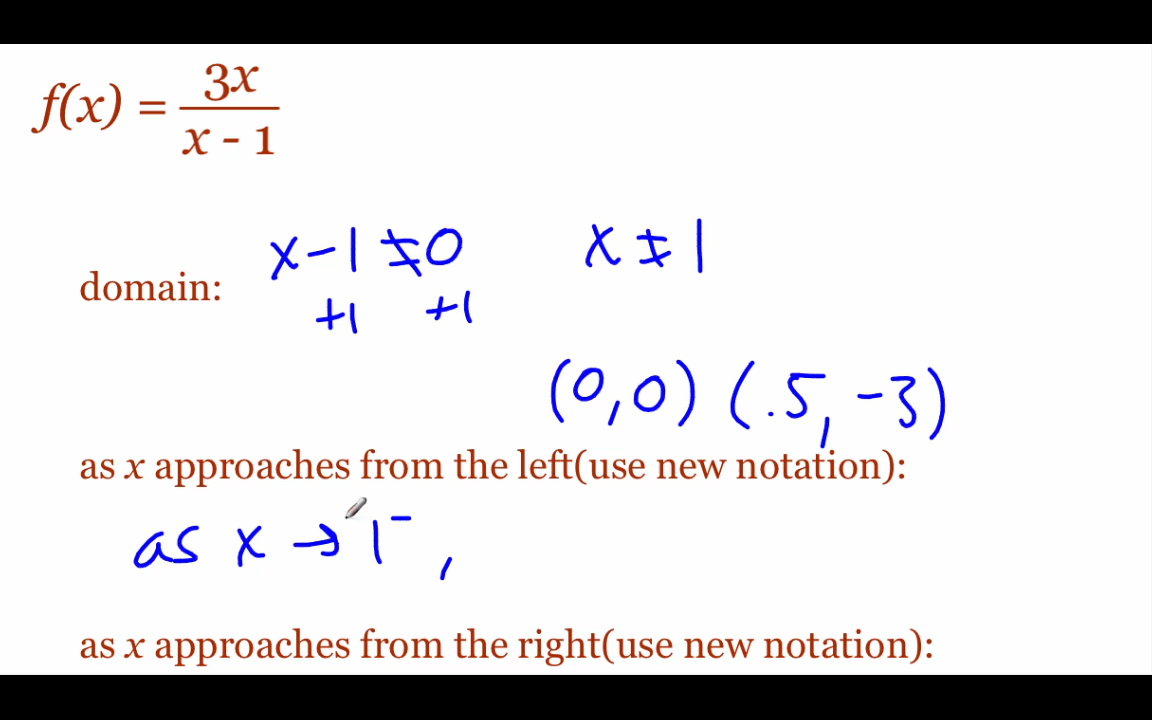 f(x) = 3x / x - 1
x - 1 ≠ 0 x ≠ 1
domain:
+1 +1
(0,0) (.5, -3)
as x approaches from the left(use new notation):
as x → 1⁻ ,
as x approaches from the right(use new notation):